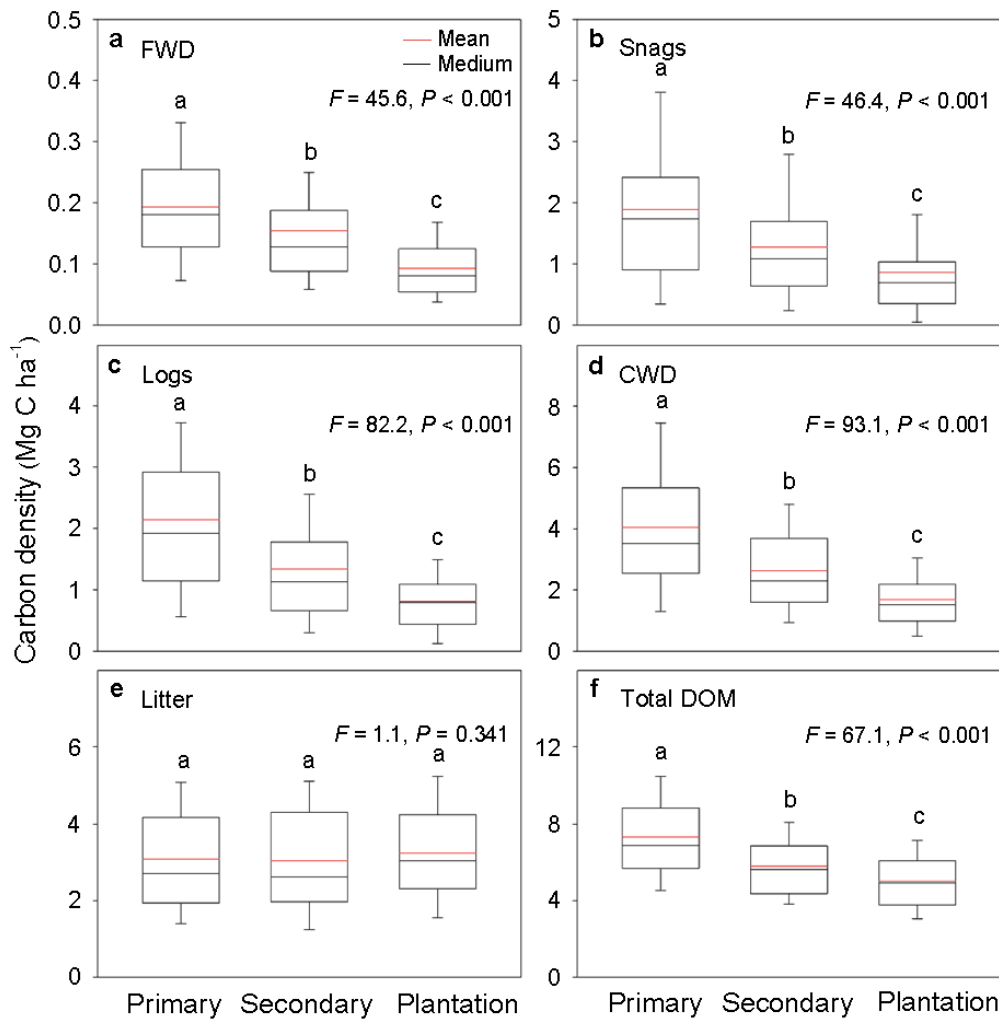 a FWD
Mean
Medium
F = 45.6, P < 0.001
a
b
c
0.5
0.4
0.3
0.2
0.1
0.0
b Snags
F = 46.4, P < 0.001
a
b
c
5
4
3
2
1
0
c Logs
F = 82.2, P < 0.001
a
b
c
4
3
2
1
0
d CWD
F = 93.1, P < 0.001
a
b
c
8
6
4
2
0
e Litter
F = 1.1, P = 0.341
a
a
a
6
4
2
0
f Total DOM
F = 67.1, P < 0.001
a
b
c
12
8
4
0
Carbon density (Mg C ha⁻¹)
Primary Secondary Plantation
Primary Secondary Plantation